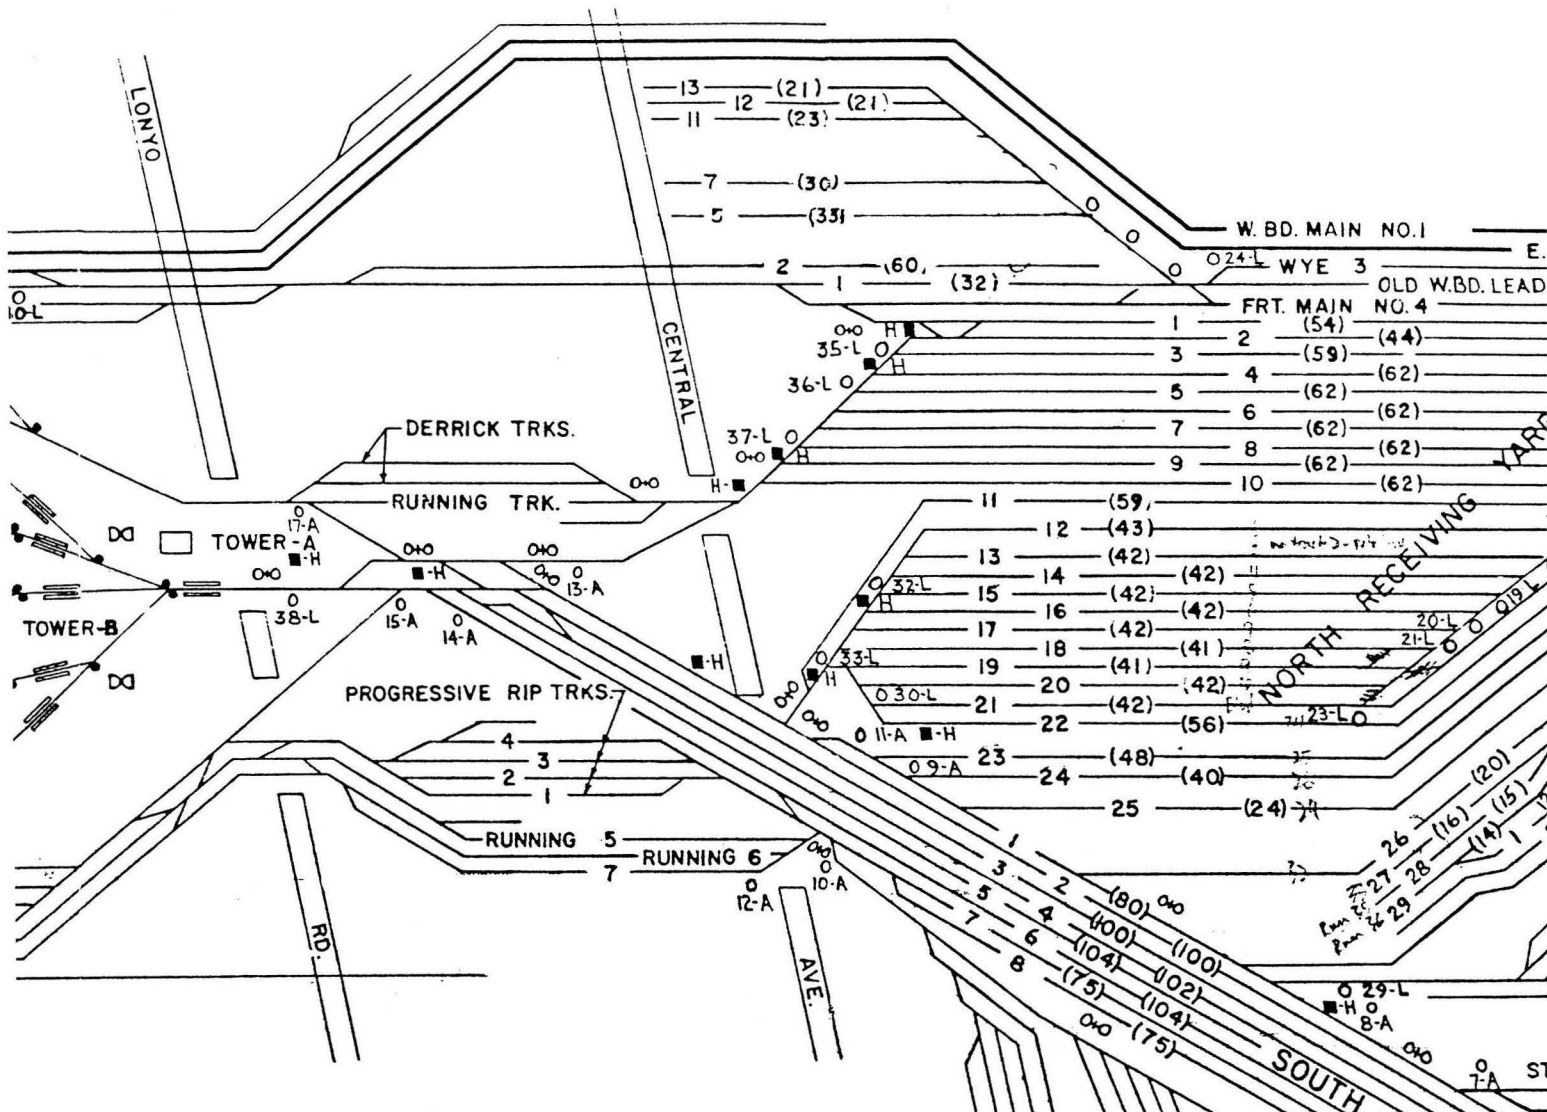 LONYO
13 (21)
12 (21)
11 (23)
7 (30)
5 (33)
W. BD. MAIN NO.1
E.
24-L
WYE 3
2 (60)
1 (32)
OLD W.BD. LEAD
FRT. MAIN NO. 4
CENTRAL
H
35-L
H
36-L
37-L
H
H-
1 (54)
2 (44)
3 (59)
4 (62)
5 (62)
6 (62)
7 (62)
8 (62)
9 (62)
10 (62)
DERRICK TRKS.
RUNNING TRK.
17-A
TOWER-A
-H
-H
13-A
38-L
15-A
14-A
TOWER-B
11 (59)
12 (43)
13 (42)
14 (42)
15 (42)
16 (42)
17 (42)
18 (41)
19 (41)
20 (42)
21 (42)
22 (56)
23 (48)
24 (40)
25 (24)
32-L
H
33-L
H
30-L
11-A
-H
9-A
NORTH RECEIVING YARD
19 L
20-L
21-L
23-L
-H
PROGRESSIVE RIP TRKS.
4
3
2
1
RUNNING 5
RUNNING 6
7
10-A
12-A
RD.
AVE.
26 (20)
27 (16) (15)
28 (14)
29
1
1
2 (80)
3
4 (100) (100)
5
6 (104) (102)
7
8 (75) (104)
(75)
SOUTH
29-L
-H
8-A
7-A
ST